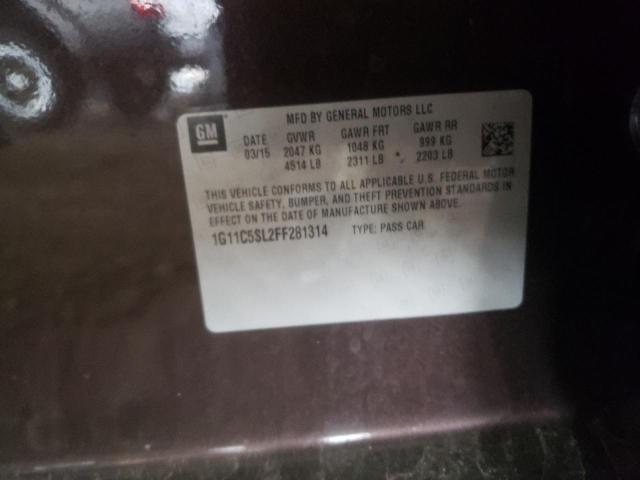 GM
MFD BY GENERAL MOTORS LLC
DATE GVWR GAWR FRT GAWR RR
03/15 2047 KG 1048 KG 999 KG
4514 LB 2311 LB 2203 LB
THIS VEHICLE CONFORMS TO ALL APPLICABLE U.S. FEDERAL MOTOR
VEHICLE SAFETY, BUMPER, AND THEFT PREVENTION STANDARDS IN
EFFECT ON THE DATE OF MANUFACTURE SHOWN ABOVE.
1G11C5SL2FF281314 TYPE: PASS CAR